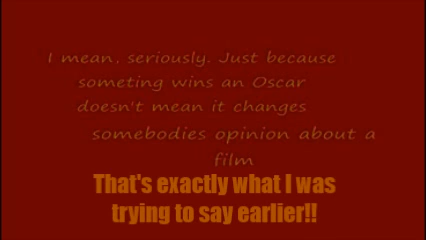 I mean, seriously. Just because
someting wins an Oscar
doesn't mean it changes
somebodies opinion about a
film
That's exactly what I was
trying to say earlier!!